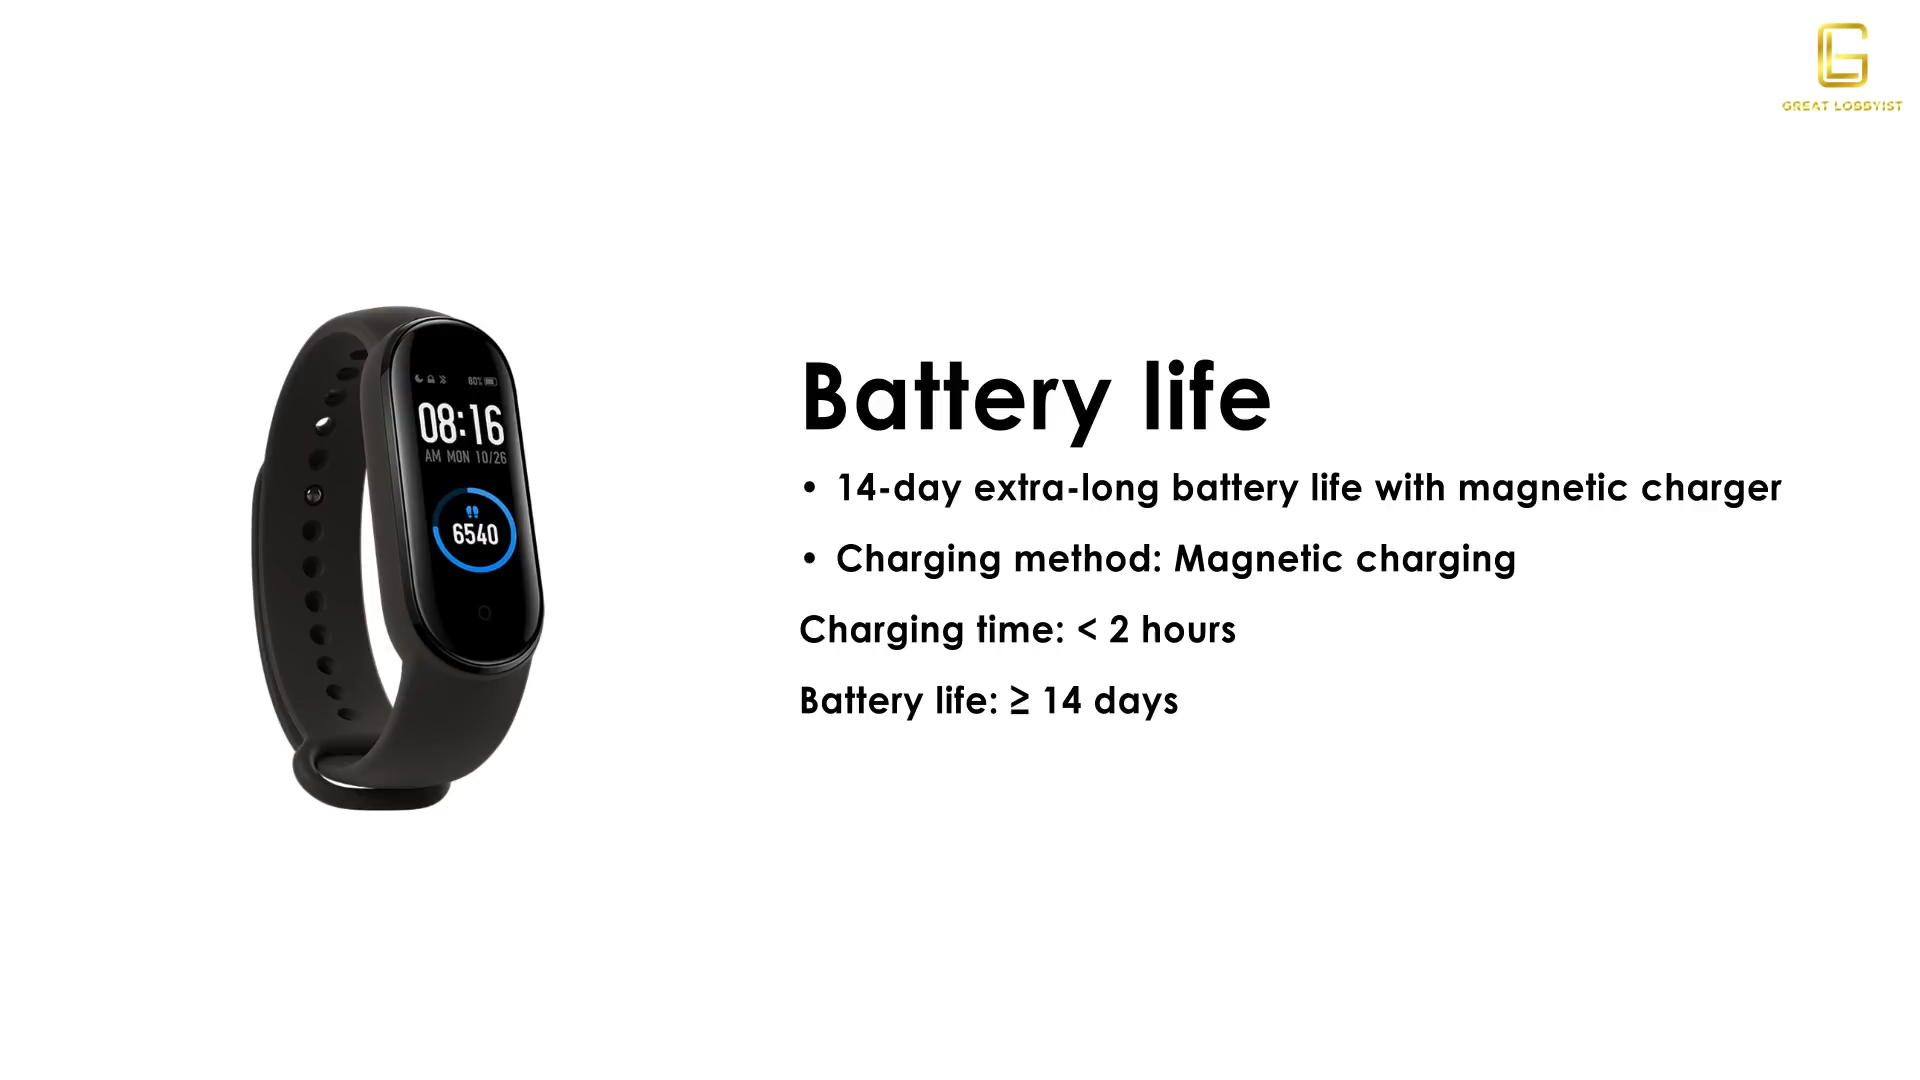 GREAT LOBBYIST
80%
08:16
AM MON 10/26
6540
Battery life
• 14-day extra-long battery life with magnetic charger
• Charging method: Magnetic charging
Charging time: < 2 hours
Battery life: ≥ 14 days